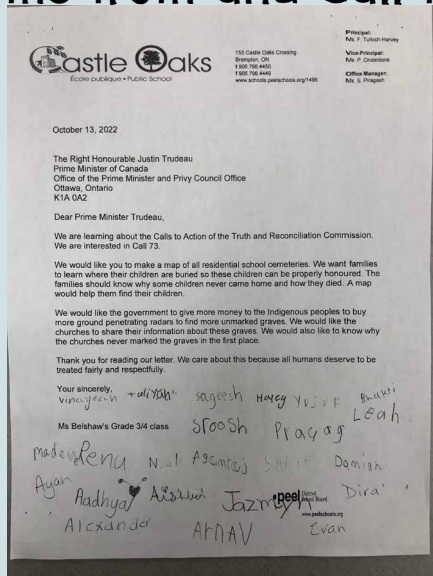 Castle Oaks
École publique • Public School
155 Castle Oaks Crossing
Brampton, ON
t 905.796.4450
f 905.796.4449
www.schools.peelschools.org/1496
Principal:
Ms. F. Tulloch-Harvey
Vice-Principal:
Ms. P. Onsterdonk
Office Manager:
Ms. S. Piragash
October 13, 2022
The Right Honourable Justin Trudeau
Prime Minister of Canada
Office of the Prime Minister and Privy Council Office
Ottawa, Ontario
K1A 0A2
Dear Prime Minister Trudeau,
We are learning about the Calls to Action of the Truth and Reconciliation Commission.
We are interested in Call 73.
We would like you to make a map of all residential school cemeteries. We want families
to learn where their children are buried so these children can be properly honoured. The
families should know why some children never came home and how they died. A map
would help them find their children.
We would like the government to give more money to the Indigenous peoples to buy
more ground penetrating radars to find more unmarked graves. We would like the
churches to share their information about these graves. We would also like to know why
the churches never marked the graves in the first place.
Thank you for reading our letter. We care about this because all humans deserve to be
treated fairly and respectfully.
Your sincerely,
sageesh Havey YUSUF Bhakti
Leah
Ms Belshaw's Grade 3/4 class
Sroosh Prayag
Renu Agamraj Damian
Ayan Aadhya Jazmeyn Dira
peel District School Board
www.peelschools.org
Alexander ArNAV Evan